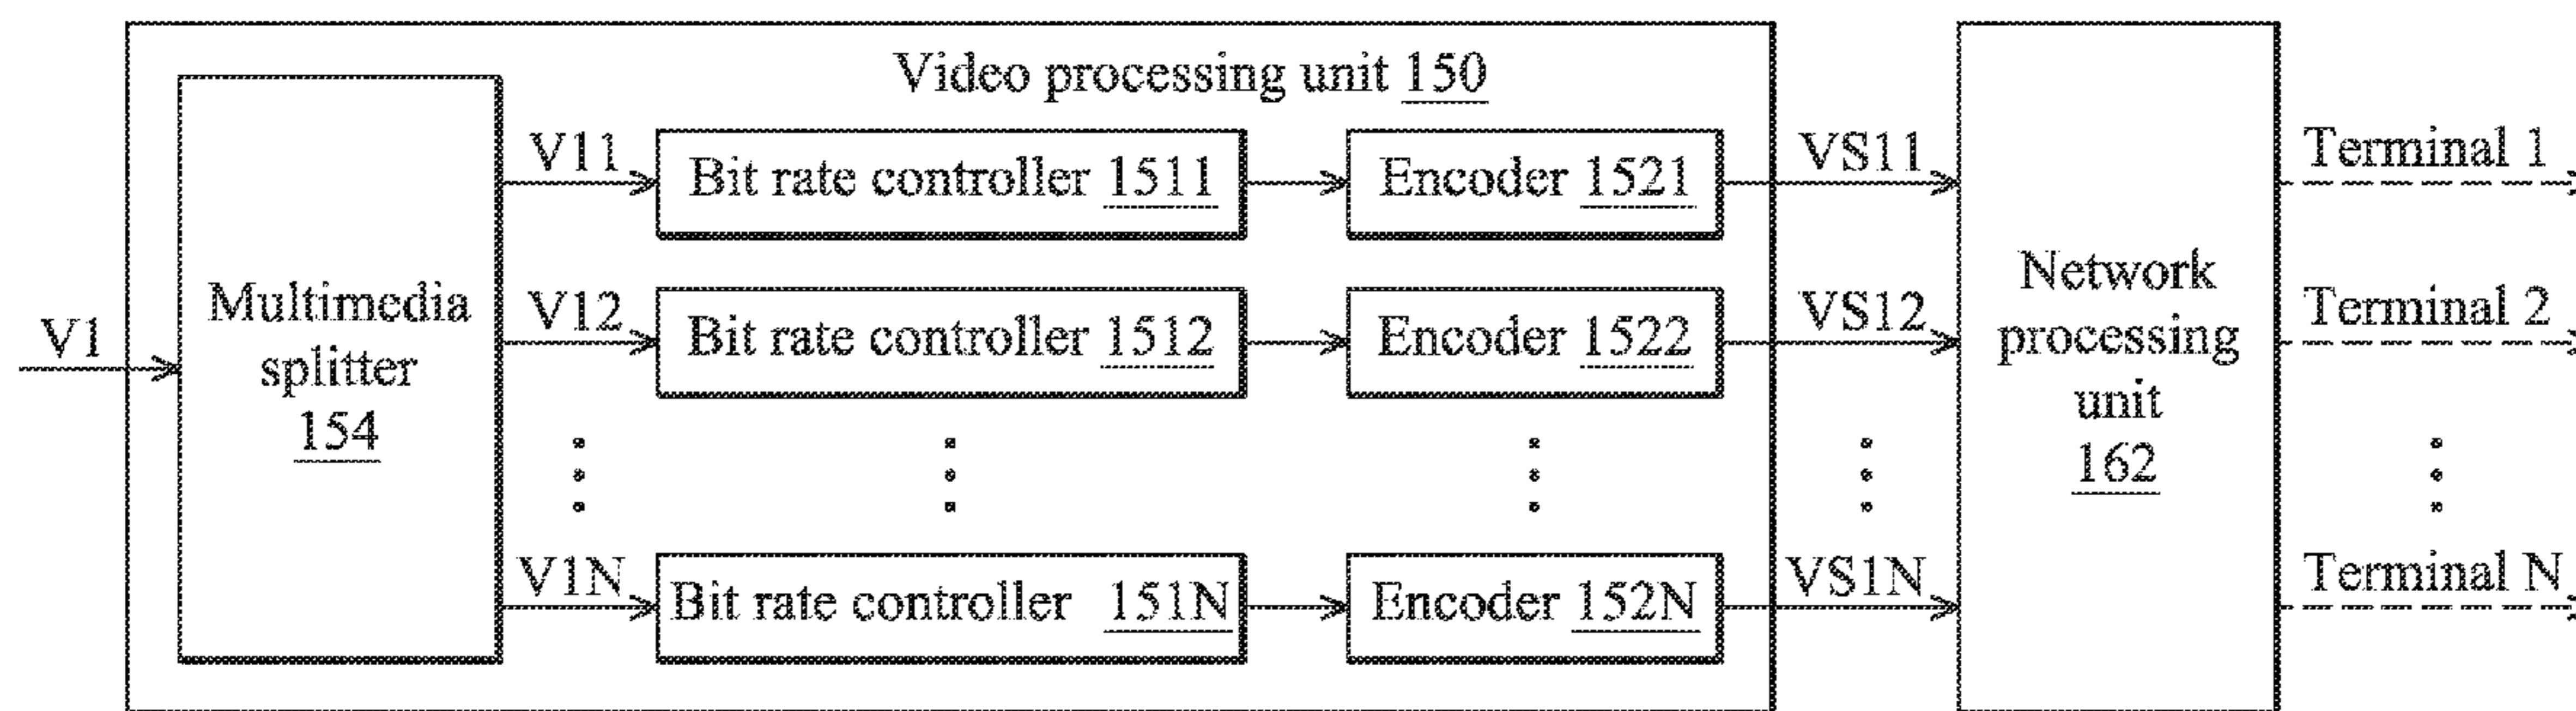 Video processing unit 150
V1
Multimedia
splitter
154
V11
Bit rate controller 1511
Encoder 1521
VS11
Terminal 1
V12
Bit rate controller 1512
Encoder 1522
VS12
Terminal 2
Network
processing
unit
162
V1N
Bit rate controller 151N
Encoder 152N
VS1N
Terminal N